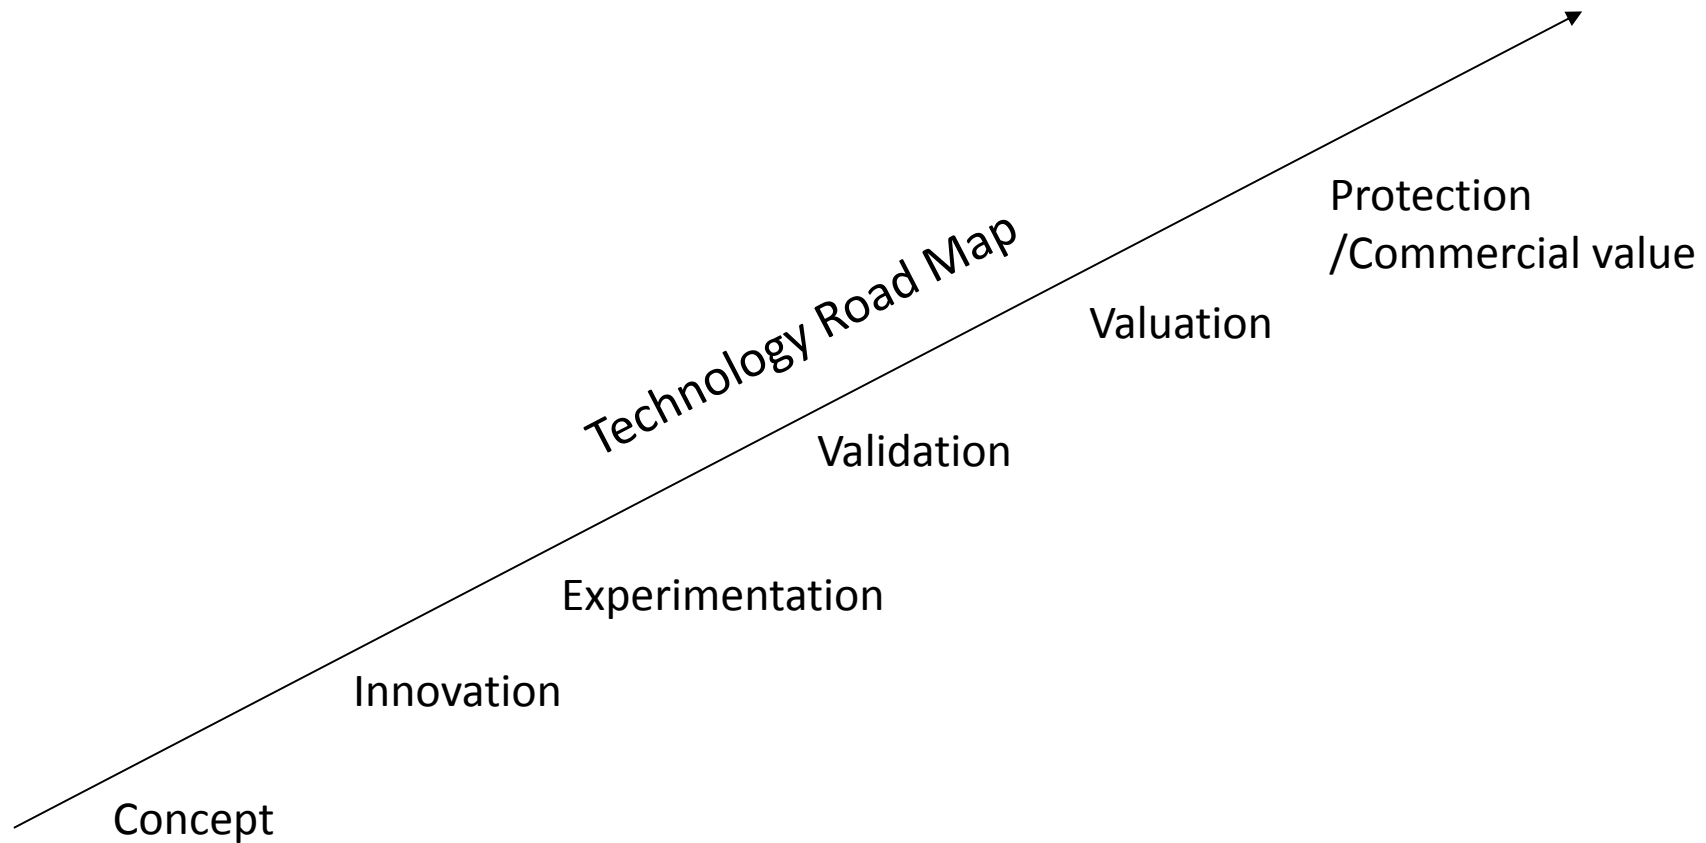 Protection
/Commercial value
Technology Road Map
Valuation
Validation
Experimentation
Innovation
Concept